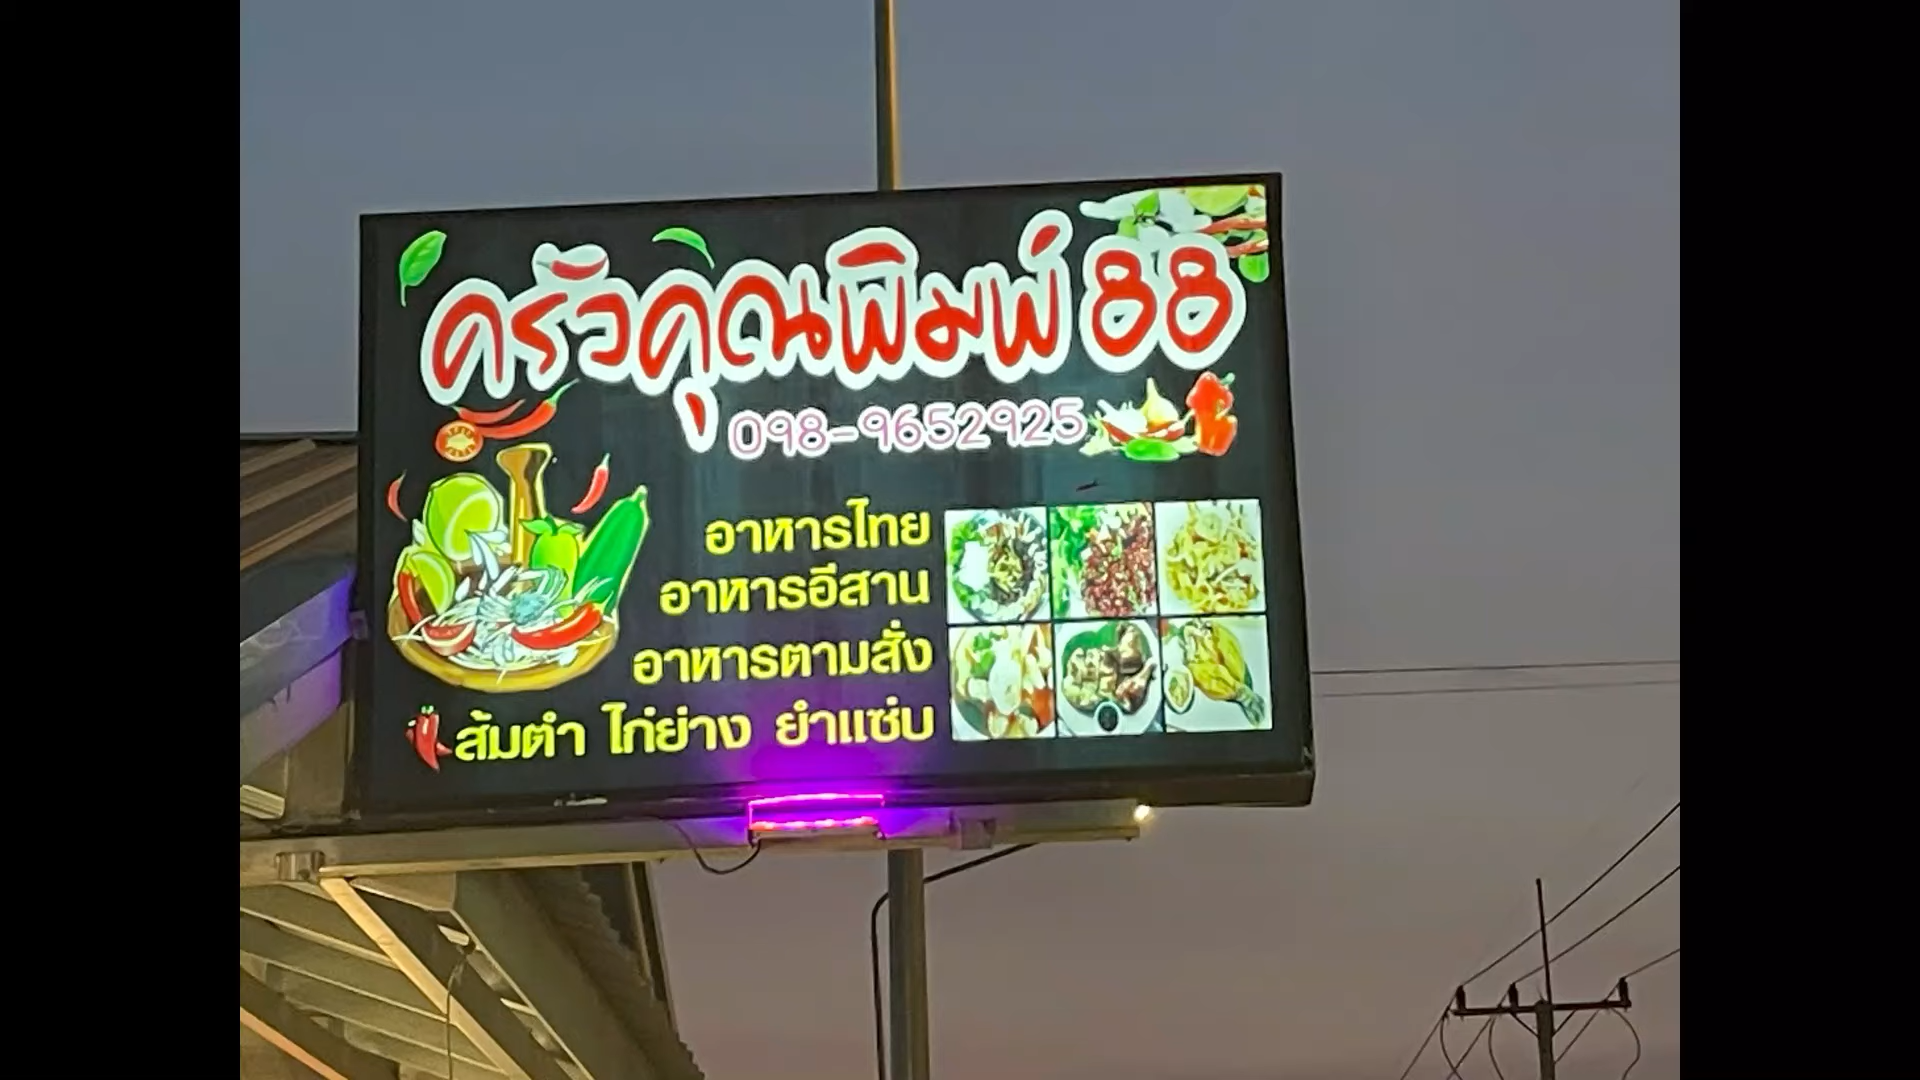 ครัวคุณพิมพ์ 88
098-9652925
อาหารไทย
อาหารอีสาน
อาหารตามสั่ง
ส้มตำ ไก่ย่าง ยำแซ่บ